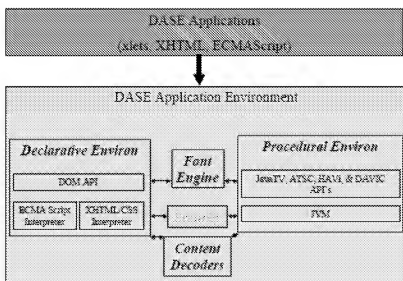 DASE Applications
(xlets, XHTML, ECMAScript)
DASE Application Environment
Declarative Environ
DOM API
ECMA Script
Interpreter
XHTML/CSS
Interpreter
Font
Engine
Content
Decoders
Procedural Environ
JavaTV, ATSC, HAVi, & DAVIC
API's
JVM